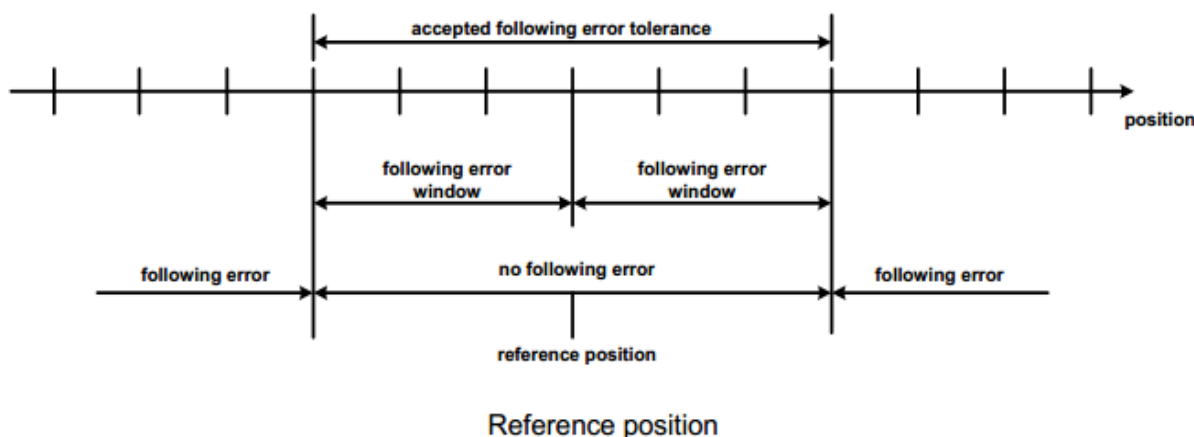 accepted following error tolerance
position
following error
window
following error
window
following error
no following error
following error
reference position
Reference position